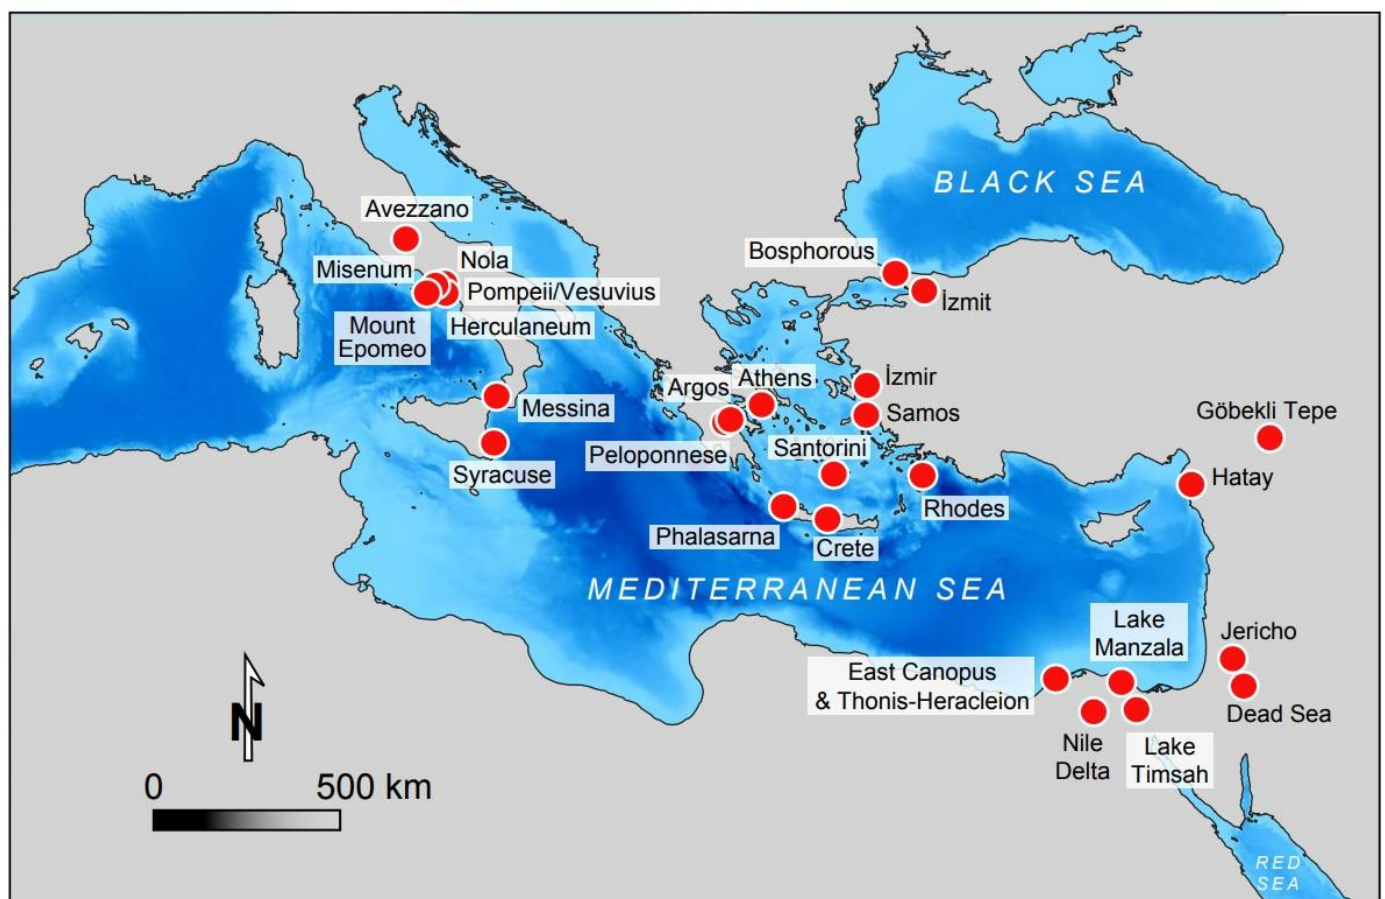 BLACK SEA
Avezzano
Bosphorous
Nola
Misenum
Pompeii/Vesuvius
İzmit
Mount
Epomeo
Herculaneum
Argos
Athens
İzmir
Messina
Samos
Göbekli Tepe
Peloponnese
Santorini
Syracuse
Hatay
Rhodes
Phalasarna
Crete
MEDITERRANEAN SEA
Lake
Manzala
Jericho
East Canopus
& Thonis-Heracleion
Dead Sea
N
Nile
Delta
Lake
Timsah
0 500 km
RED
SEA